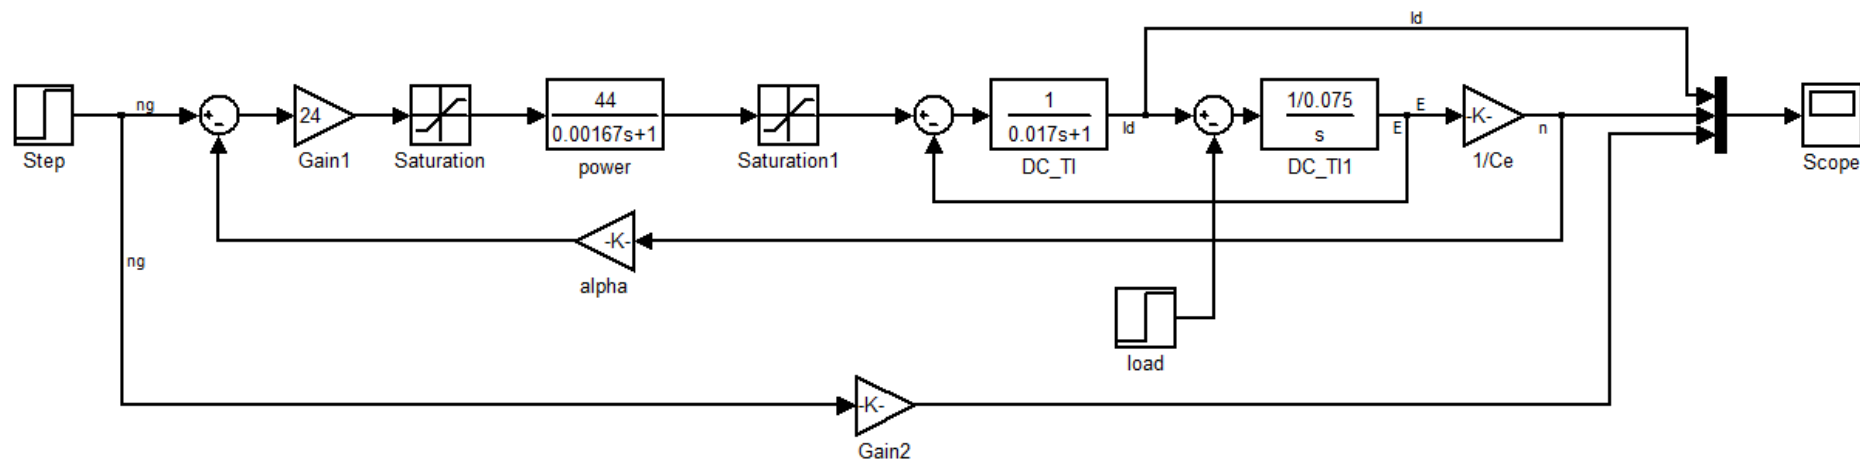 Id
ng
24
44
0.00167s+1
1
0.017s+1
Id
1/0.075
s
E
E
-K-
n
Step
Gain1
Saturation
power
Saturation1
DC_TI
DC_TI1
1/Ce
Scope
ng
-K-
alpha
load
-K-
Gain2